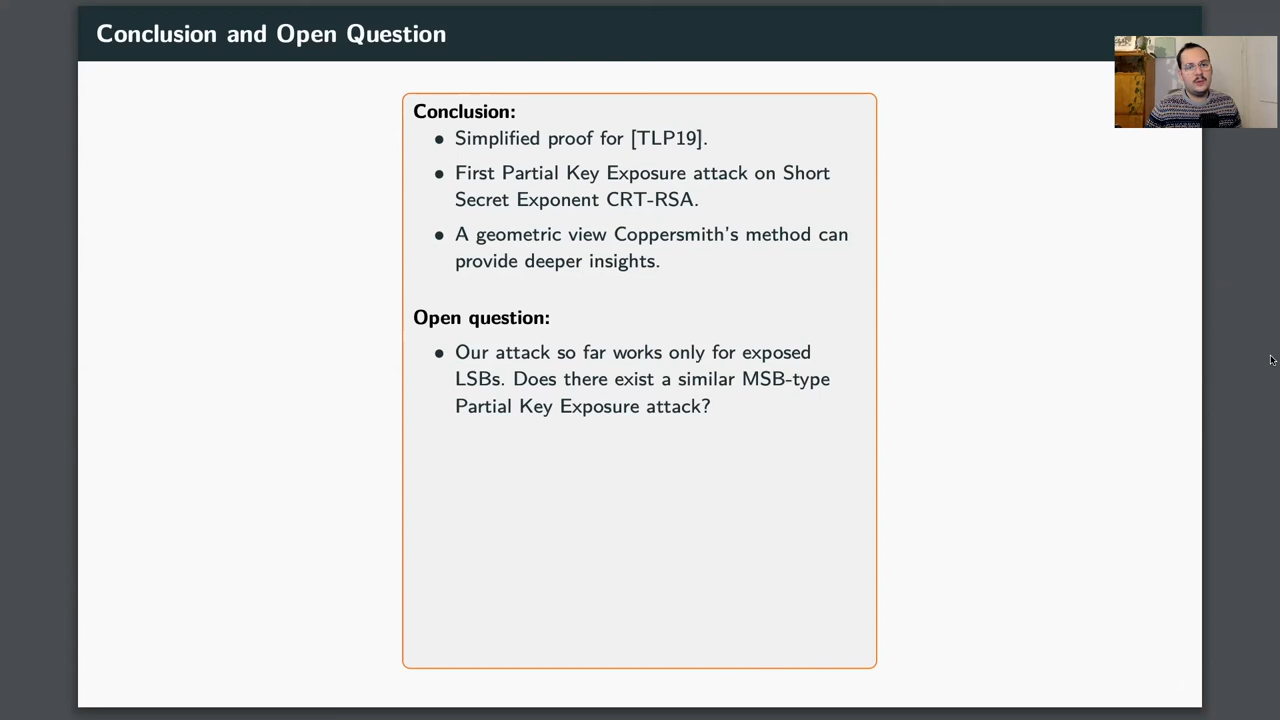 Conclusion and Open Question
Conclusion:
• Simplified proof for [TLP19].
• First Partial Key Exposure attack on Short
Secret Exponent CRT-RSA.
• A geometric view Coppersmith's method can
provide deeper insights.
Open question:
• Our attack so far works only for exposed
LSBs. Does there exist a similar MSB-type
Partial Key Exposure attack?